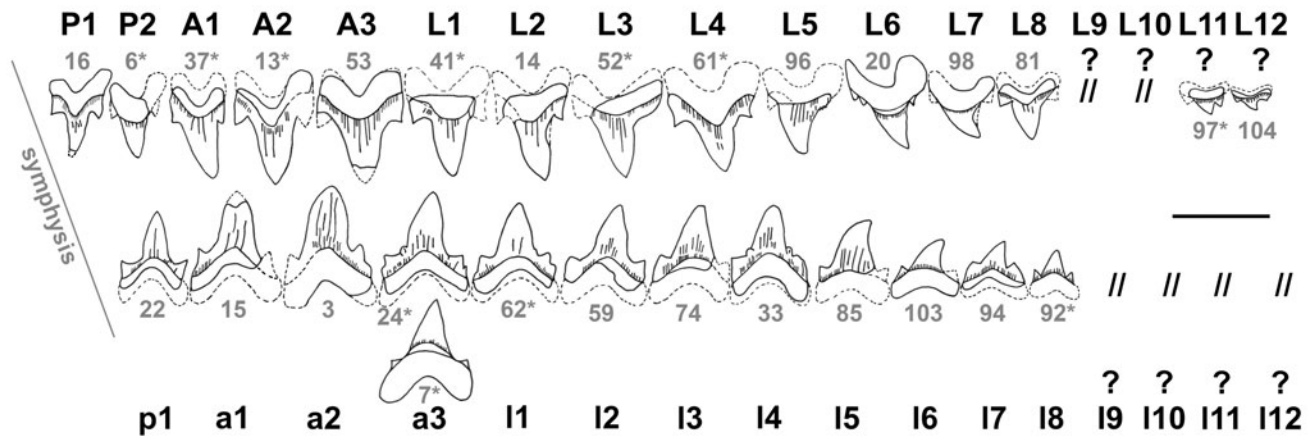 P1 P2 A1 A2 A3 L1 L2 L3 L4 L5 L6 L7 L8 L9 L10 L11 L12
16 6* 37* 13* 53 41* 14 52* 61* 96 20 98 81 ? ? ? ?
// //
97* 104
symphysis
// // // //
22 15 3 24* 62* 59 74 33 85 103 94 92*
7*
? ? ? ?
p1 a1 a2 a3 l1 l2 l3 l4 l5 l6 l7 l8 l9 l10 l11 l12